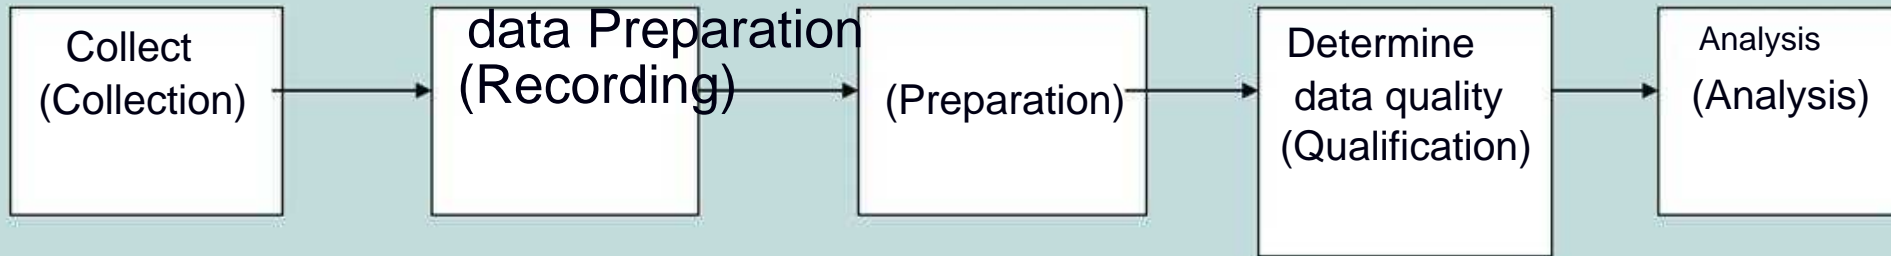 Collect
(Collection)
data Preparation
(Recording)
(Preparation)
Determine
data quality
(Qualification)
Analysis
(Analysis)